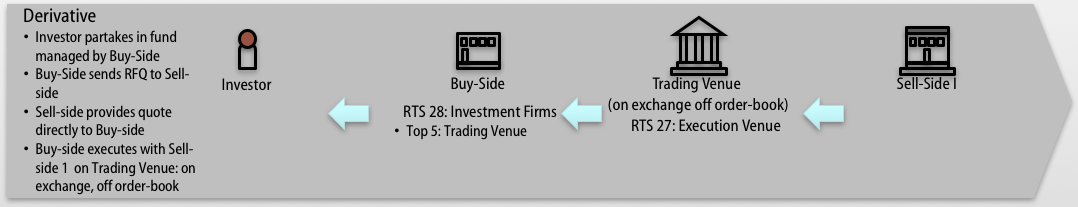 Derivative
• Investor partakes in fund
managed by Buy-Side
• Buy-Side sends RFQ to Sell-
side
• Sell-side provides quote
directly to Buy-side
• Buy-side executes with Sell-
side 1 on Trading Venue: on
exchange, off order-book
Investor
Buy-Side
RTS 28: Investment Firms
• Top 5: Trading Venue
Trading Venue
(on exchange off order-book)
RTS 27: Execution Venue
Sell-Side I